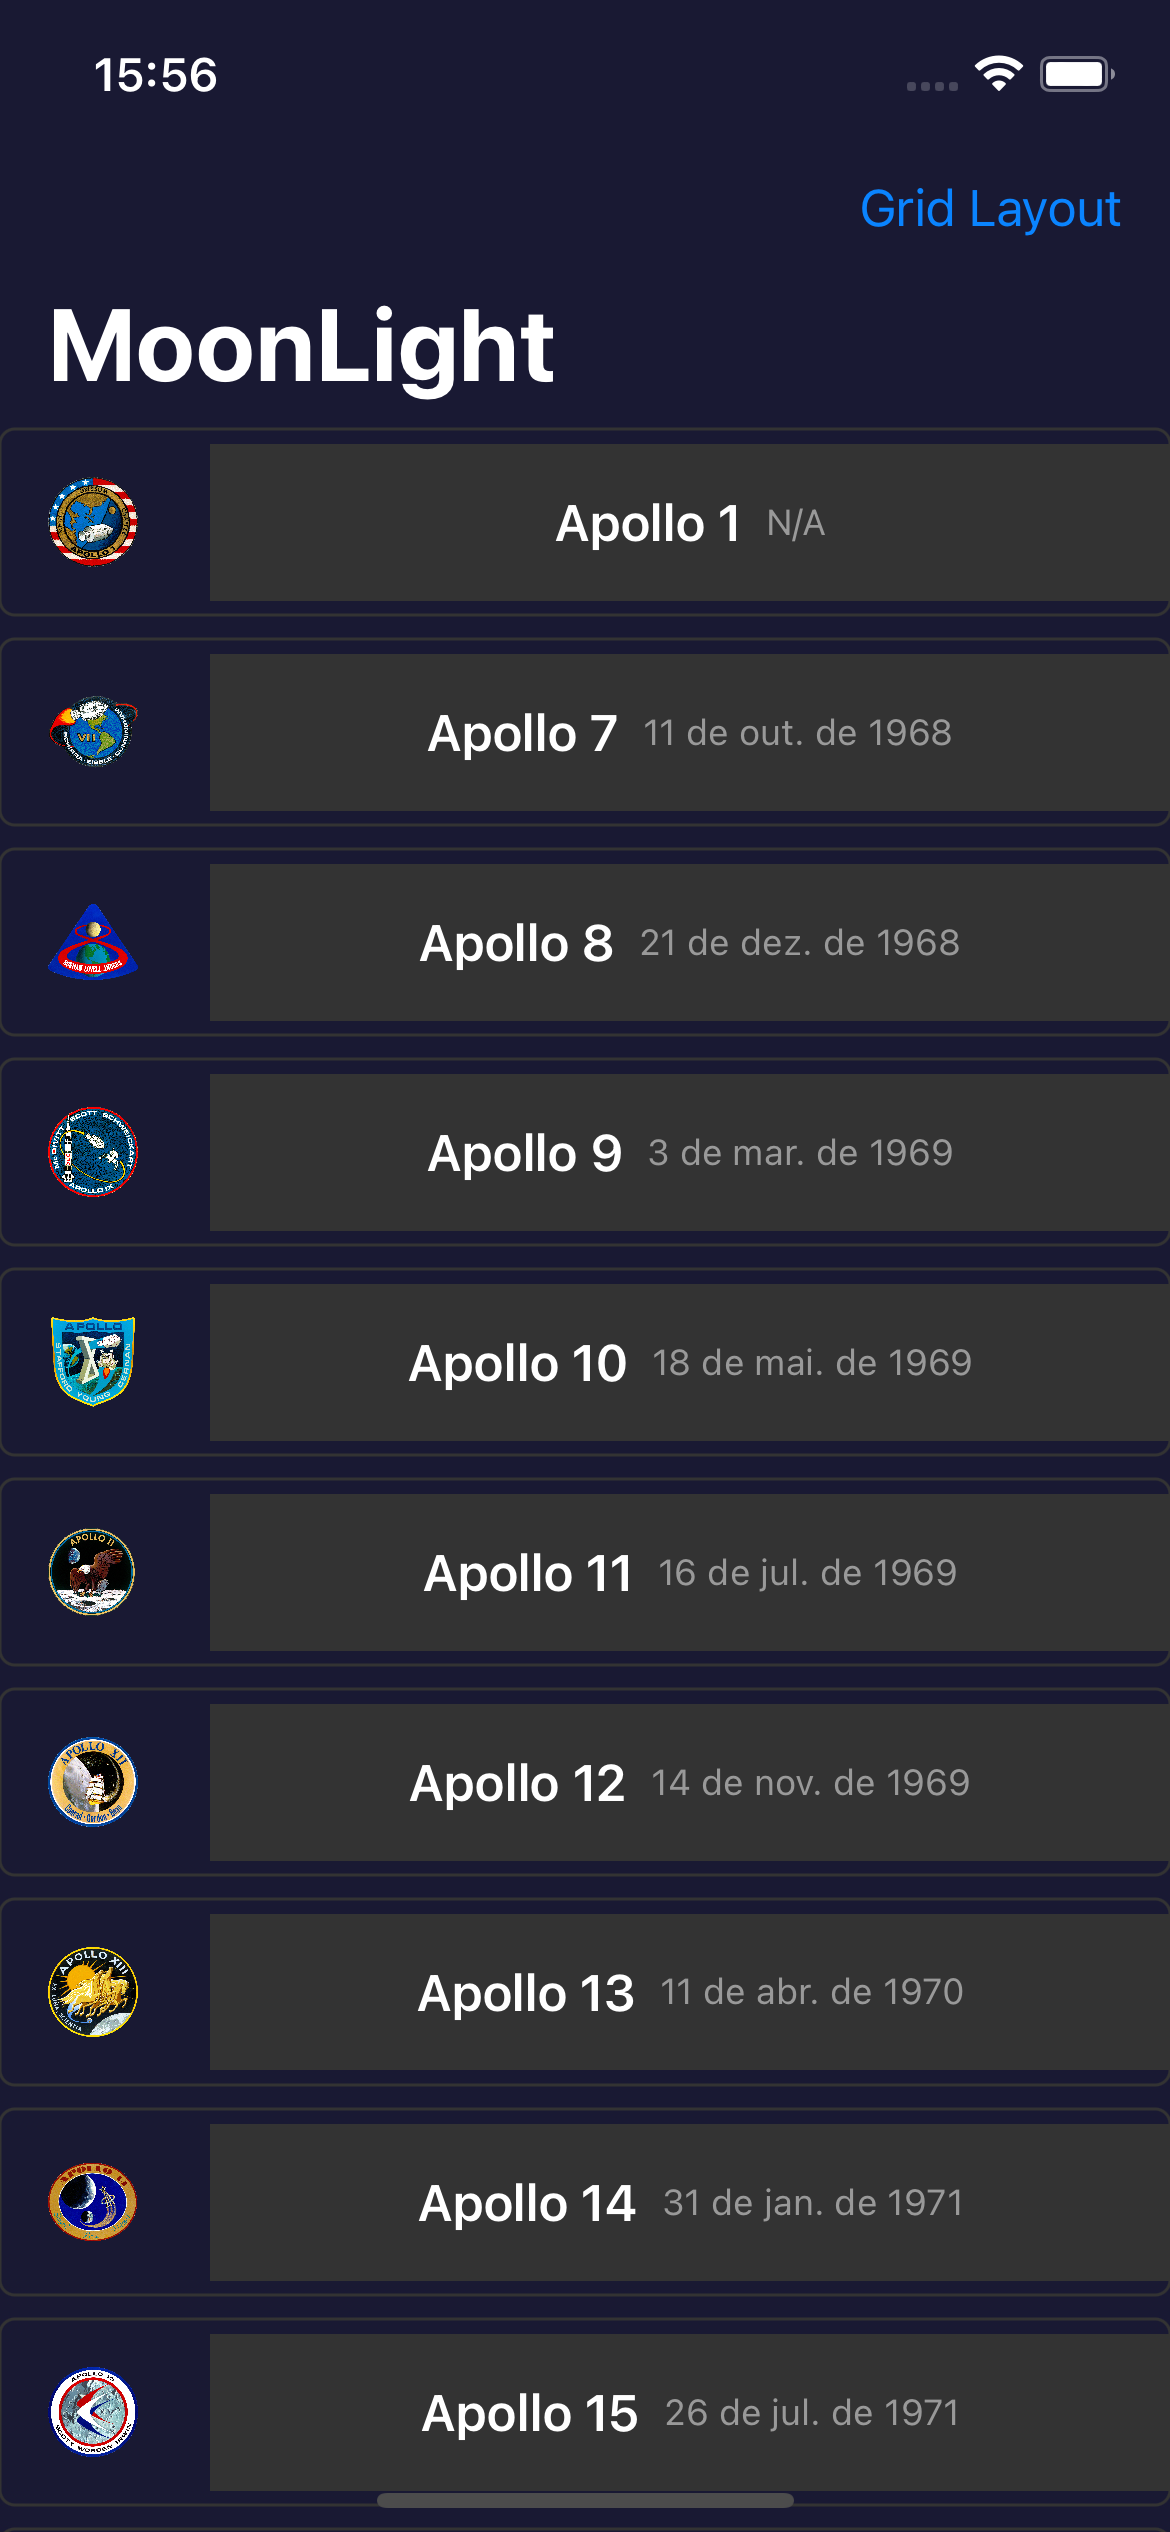 15:56
Grid Layout
MoonLight
Apollo 1 N/A
Apollo 7 11 de out. de 1968
Apollo 8 21 de dez. de 1968
Apollo 9 3 de mar. de 1969
Apollo 10 18 de mai. de 1969
Apollo 11 16 de jul. de 1969
Apollo 12 14 de nov. de 1969
Apollo 13 11 de abr. de 1970
Apollo 14 31 de jan. de 1971
Apollo 15 26 de jul. de 1971